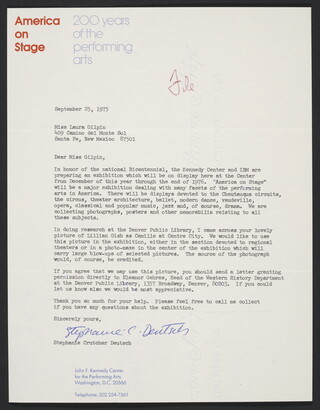 America
on
Stage
200 years
of the
performing
arts
File
September 25, 1975
Miss Laura Gilpin
409 Camino del Monte Sol
Santa Fe, New Mexico 87501
Dear Miss Gilpin,
In honor of the national Bicentennial, the Kennedy Center and IBM are
preparing an exhibition which will be on display here at the Center
from December of this year through the end of 1976. "America on Stage"
will be a major exhibition dealing with many facets of the performing
arts in America. There will be displays devoted to the Chautauqua circuits,
the circus, theater architecture, ballet, modern dance, vaudeville,
opera, classical and popular music, jazz and, of course, drama. We are
collecting photographs, posters and other memorabilia relating to all
these subjects.
In doing research at the Denver Public Library, I came across your lovely
picture of Lillian Gish as Camille at Centre City. We would like to use
this picture in the exhibition, either in the section devoted to regional
theaters or in a photo-maze in the center of the exhibition which will
carry large blow-ups of selected pictures. The source of the photograph
would, of course, be credited.
If you agree that we may use this picture, you should send a letter granting
permission directly to Eleanor Gehres, Head of the Western History Department
at the Denver Public Library, 1357 Broadway, Denver, 80203. If you could
let us know also we would be most appreciative.
Thank you so much for your help. Please feel free to call us collect
if you have any questions about the exhibition.
Sincerely yours,
Stephanie C. Deutsch
Stephanie Crutcher Deutsch
John F. Kennedy Center
for the Performing Arts
Washington, D.C. 20566
Telephone: 202 254-7361